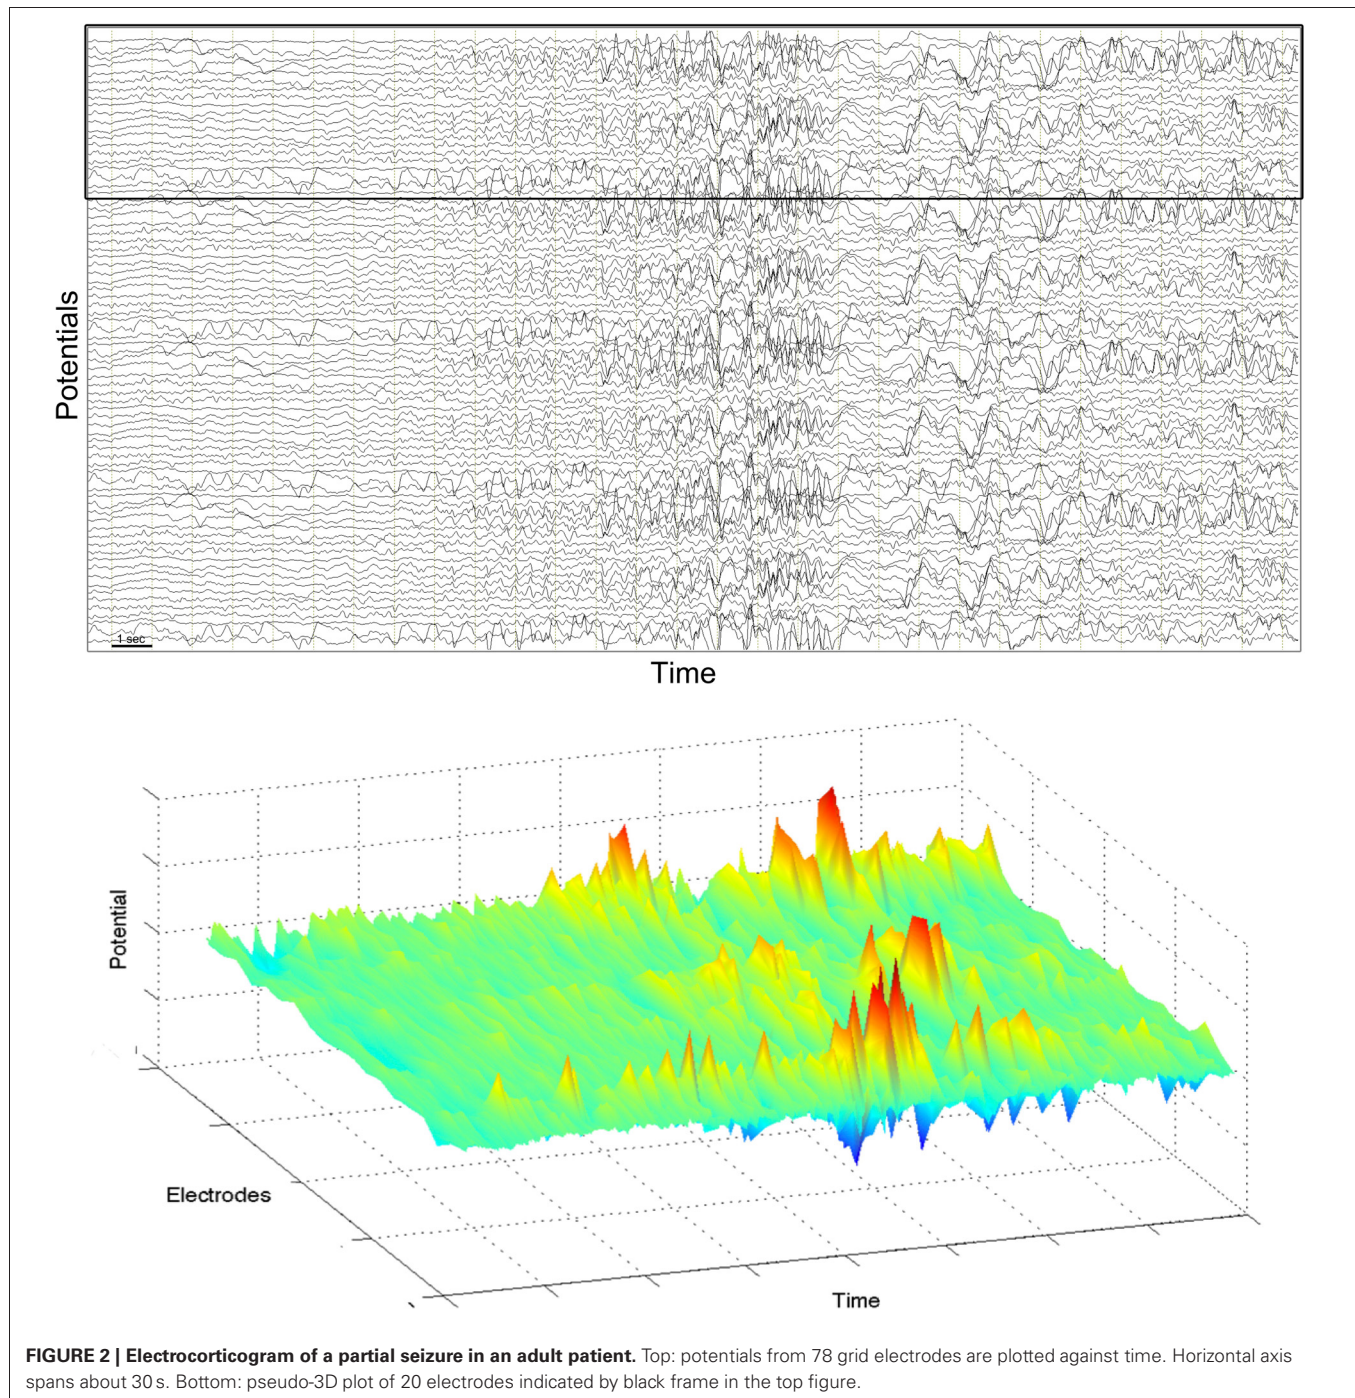 Potentials
1 sec
Time
Potential
Electrodes
Time
FIGURE 2 | Electrocorticogram of a partial seizure in an adult patient. Top: potentials from 78 grid electrodes are plotted against time. Horizontal axis
spans about 30 s. Bottom: pseudo-3D plot of 20 electrodes indicated by black frame in the top figure.